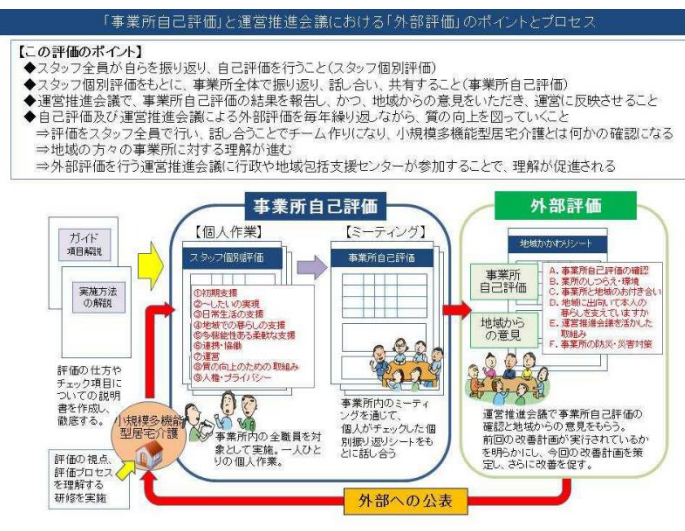 「事業所自己評価」と運営推進会議における「外部評価」のポイントとプロセス
【この評価のポイント】
◆スタッフ全員が自らを振り返り、自己評価を行うこと(スタッフ個別評価)
◆スタッフ個別評価をもとに、事業所全体で振り返り、話し合い、共有すること(事業所自己評価)
◆運営推進会議で、事業所自己評価の結果を報告し、かつ、地域からの意見をいただき、運営に反映させること
◆自己評価及び運営推進会議による外部評価を毎年繰り返しながら、質の向上を図っていくこと
⇒評価をスタッフ全員で行い、話し合うことでチーム作りになり、小規模多機能型居宅介護とは何かの確認になる
⇒地域の方々の事業所に対する理解が進む
⇒外部評価を行う運営推進会議に行政や地域包括支援センターが参加することで、理解が促進される
ガイド
項目解説
実施方法
の解説
評価の仕方や
チェック項目に
ついての説明
書を作成し、
徹底する。
小規模多機能
型居宅介護
評価の視点、
評価プロセス
を理解する
研修を実施
事業所自己評価
【個人作業】
スタッフ個別評価
①初期支援
②~したいの実現
③日常生活の支援
④地域での暮らしの支援
⑤多機能性ある柔軟な支援
⑥連携・協働
⑦運営
⑧質の向上のための取組み
⑨人権・プライバシー
事業所内の全職員を対
象として実施。一人ひ
とりの個人作業。
【ミーティング】
事業所自己評価
事業所内のミーティ
ングを通じて、
個人がチェックした個
別振り返りシートをも
とに話し合う
外部評価
地域かかわりシート
事業所
自己評価
地域から
の意見
A. 事業所自己評価の確認
B. 業所のしつらえ・環境
C. 事業所と地域のお付き合い
D. 地域に出向いて本人の
暮らしを支えていますか
E. 運営推進会議を活かした
取組み
F. 事業所の防災・災害対策
運営推進会議で事業所自己評価の
確認と地域からの意見をもらう。
前回の改善計画が実行されているか
を明らかにし、今回の改善計画を策
定し、さらに改善を促す。
外部への公表